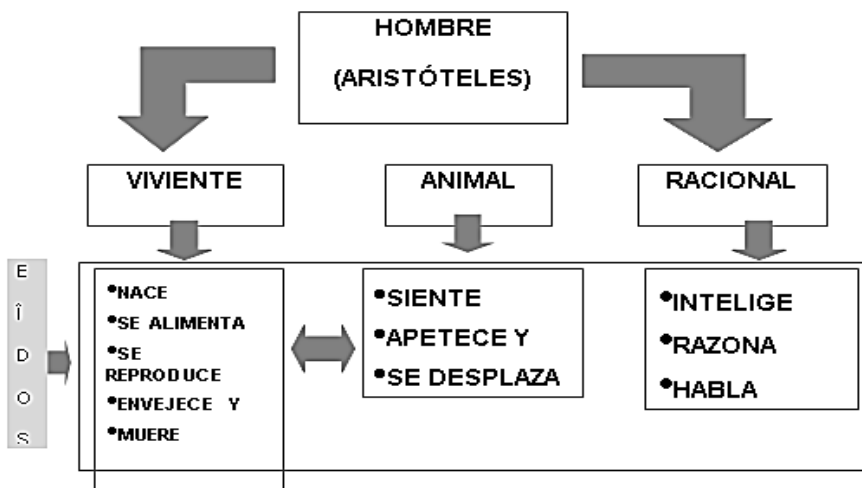 HOMBRE
(ARISTÓTELES)
VIVIENTE
ANIMAL
RACIONAL
E
Î
D
O
S
•NACE
•SE ALIMENTA
•SE
REPRODUCE
•ENVEJECE Y
•MUERE
•SIENTE
•APETECE Y
•SE DESPLAZA
•INTELIGE
•RAZONA
•HABLA